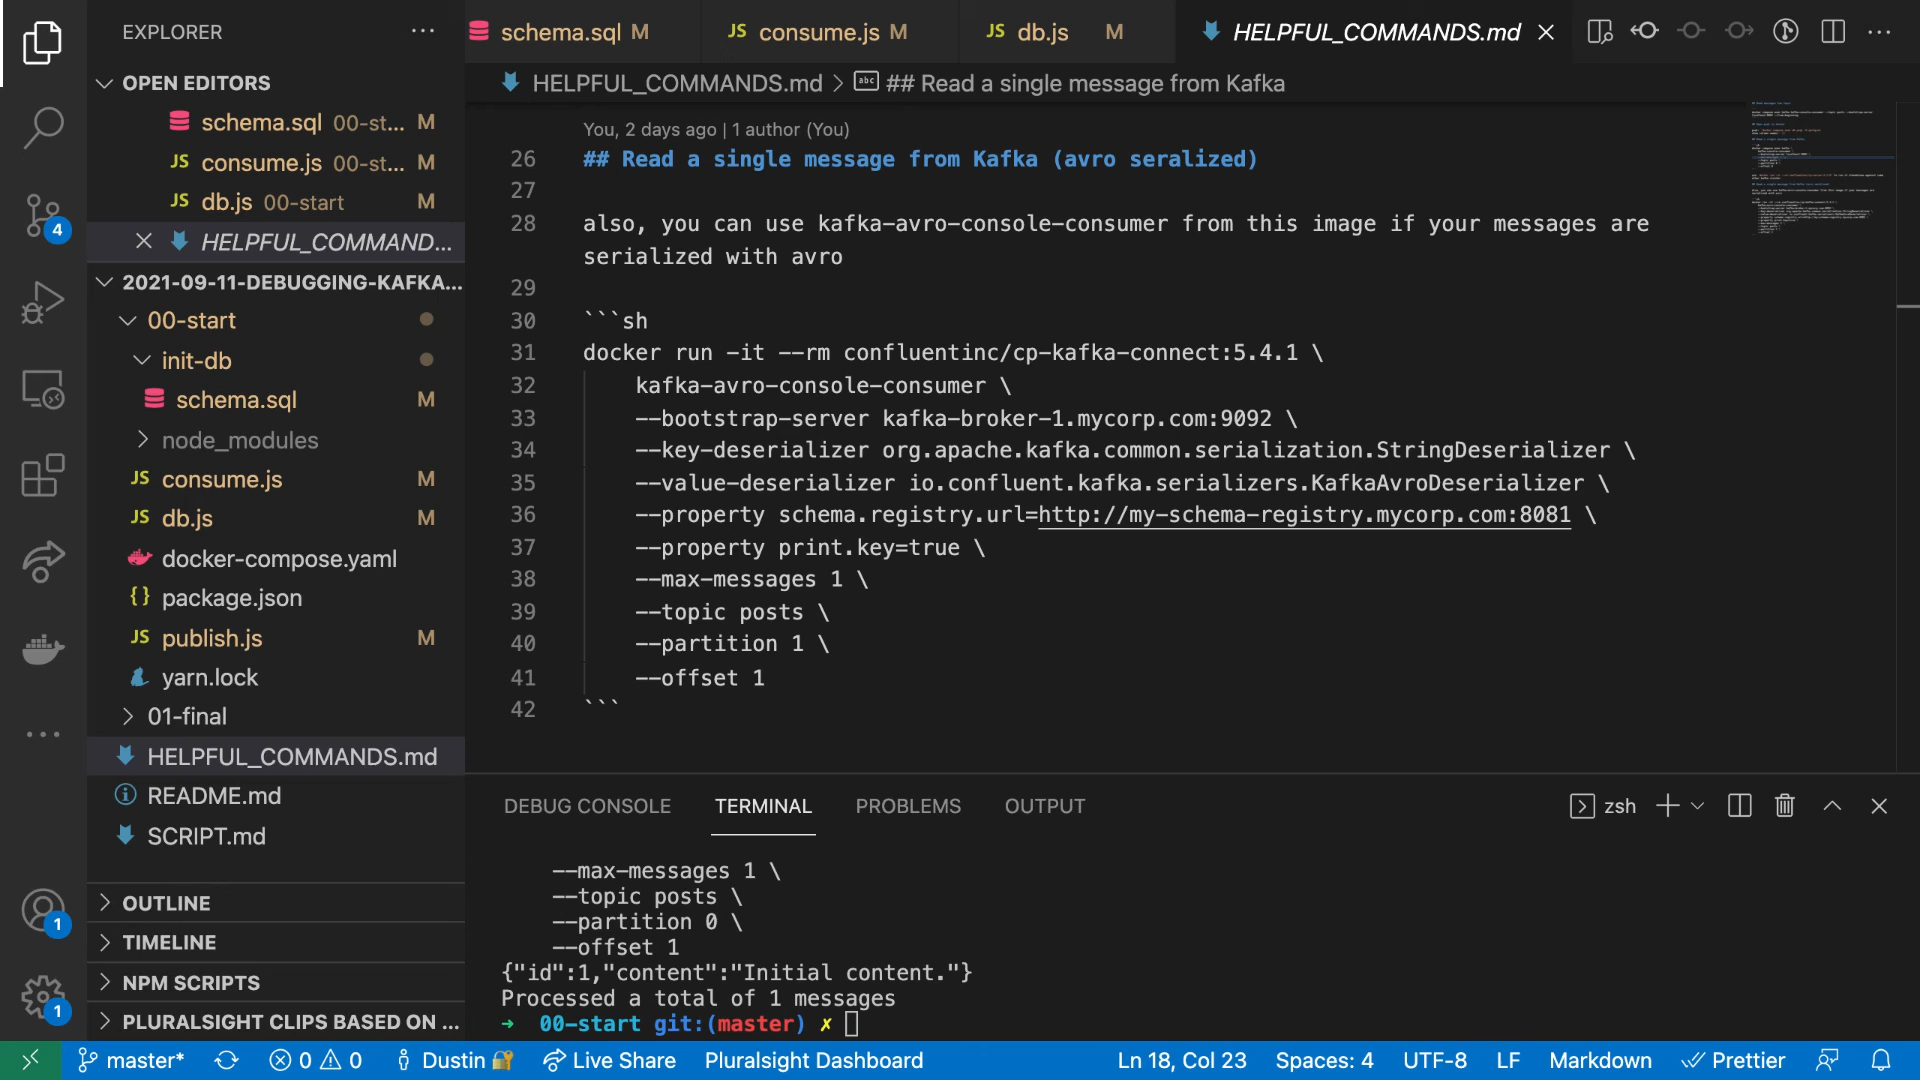 EXPLORER
schema.sql M
JS consume.js M
JS db.js M
HELPFUL_COMMANDS.md
OPEN EDITORS
HELPFUL_COMMANDS.md > abc ## Read a single message from Kafka
schema.sql 00-st... M
JS consume.js 00-st... M
JS db.js 00-start M
HELPFUL_COMMAND...
2021-09-11-DEBUGGING-KAFKA...
00-start
init-db
schema.sql M
node_modules
JS consume.js M
JS db.js M
docker-compose.yaml
{} package.json
JS publish.js M
yarn.lock
01-final
HELPFUL_COMMANDS.md
README.md
SCRIPT.md
OUTLINE
TIMELINE
NPM SCRIPTS
PLURALSIGHT CLIPS BASED ON ...
4
1
1
You, 2 days ago | 1 author (You)
26 ## Read a single message from Kafka (avro seralized)
27
28 also, you can use kafka-avro-console-consumer from this image if your messages are
serialized with avro
29
30 ```sh
31 docker run -it --rm confluentinc/cp-kafka-connect:5.4.1 \
32 kafka-avro-console-consumer \
33 --bootstrap-server kafka-broker-1.mycorp.com:9092 \
34 --key-deserializer org.apache.kafka.common.serialization.StringDeserializer \
35 --value-deserializer io.confluent.kafka.serializers.KafkaAvroDeserializer \
36 --property schema.registry.url=http://my-schema-registry.mycorp.com:8081 \
37 --property print.key=true \
38 --max-messages 1 \
39 --topic posts \
40 --partition 1 \
41 --offset 1
42 ```
DEBUG CONSOLE TERMINAL PROBLEMS OUTPUT zsh
--max-messages 1 \
--topic posts \
--partition 0 \
--offset 1
{"id":1,"content":"Initial content."}
Processed a total of 1 messages
➜ 00-start git:(master) ✗
master* 0 0 Dustin Live Share Pluralsight Dashboard Ln 18, Col 23 Spaces: 4 UTF-8 LF Markdown Prettier